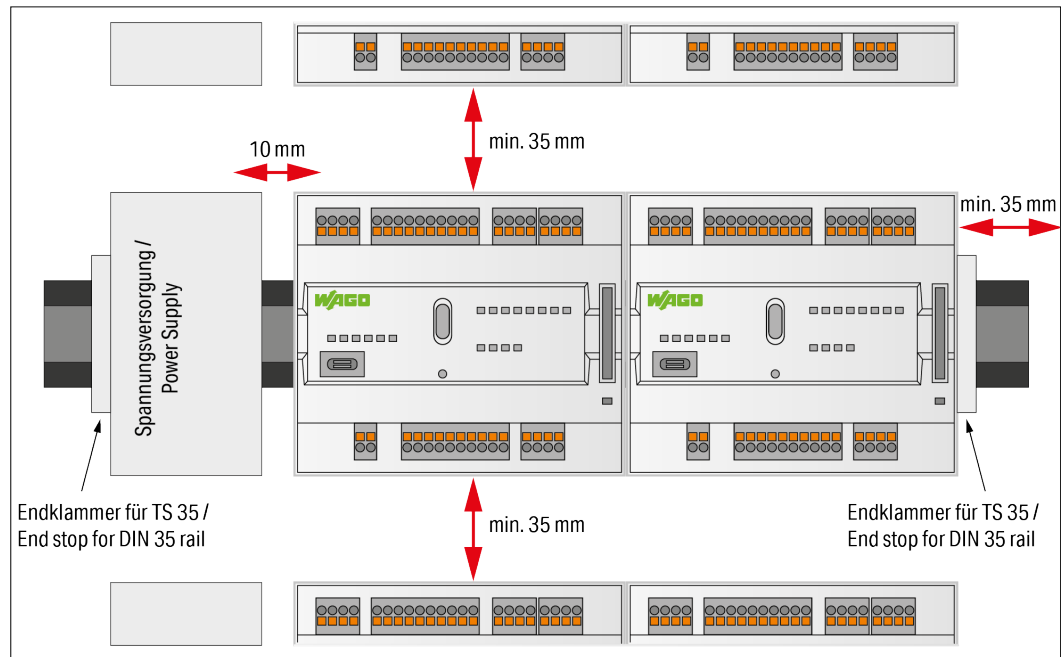 min. 35 mm
10 mm
min. 35 mm
Spannungsversorgung /
Power Supply
WAGO
WAGO
Endklammer für TS 35 /
End stop for DIN 35 rail
min. 35 mm
Endklammer für TS 35 /
End stop for DIN 35 rail